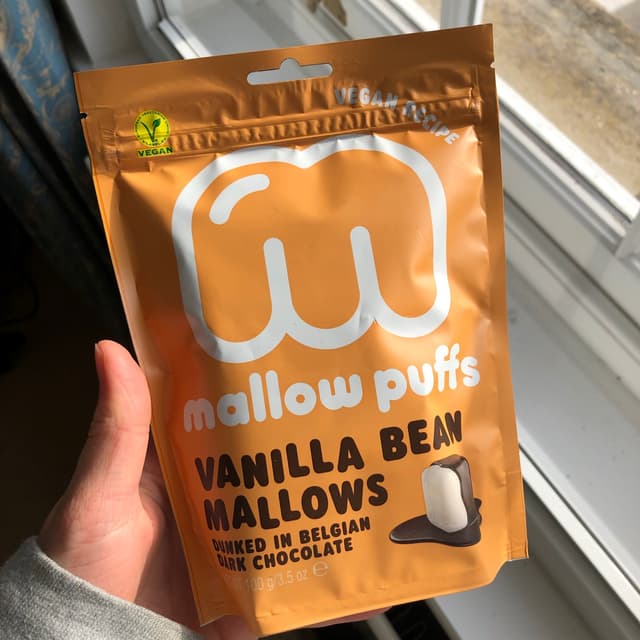 VEGAN RECIPE
VEGAN
mallow puffs
VANILLA BEAN
MALLOWS
DUNKED IN BELGIAN
DARK CHOCOLATE
100 g/3.5 oz ℮